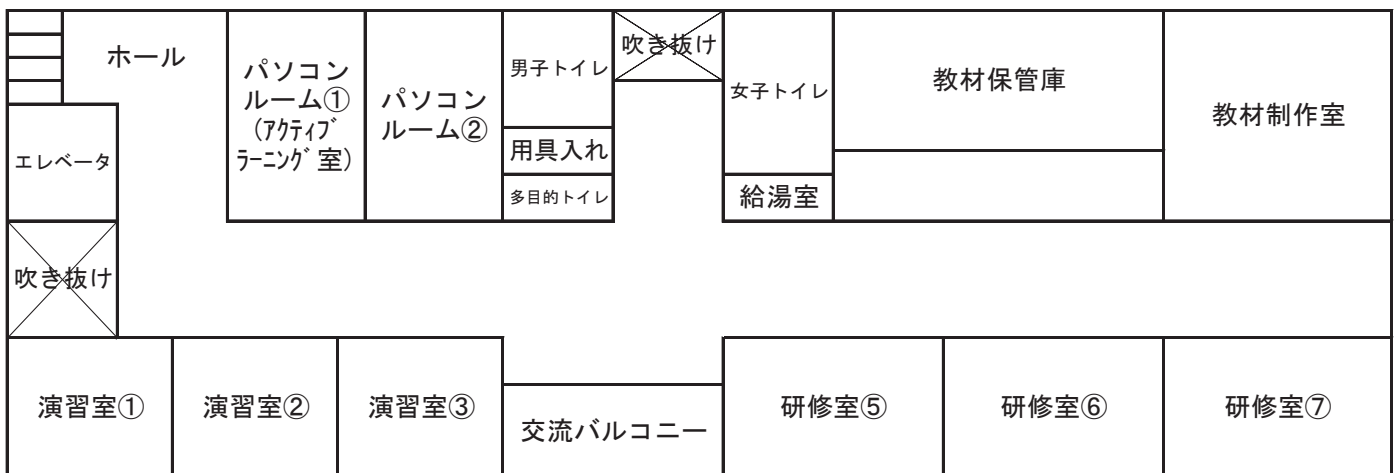 ホール
パソコン
ルーム①
(ｱｸﾃｨﾌﾞ
ﾗｰﾆﾝｸﾞ室)
パソコン
ルーム②
男子トイレ
吹き抜け
女子トイレ
教材保管庫
教材制作室
エレベータ
用具入れ
多目的トイレ
給湯室
吹き抜け
演習室①
演習室②
演習室③
交流バルコニー
研修室⑤
研修室⑥
研修室⑦